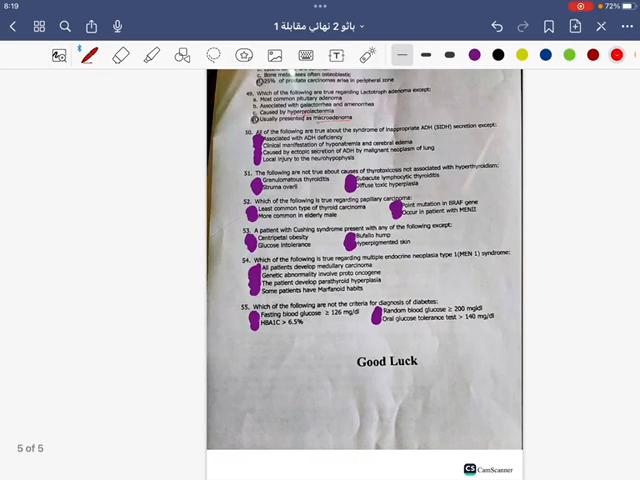 8:19
72%
باثو 2 نهائي مقابلة 1
c. Bone metastases often osteoblastic
25% of prostate carcinomas arise in peripheral zone
49. Which of the following are true regarding Lactotroph adenoma except:
a. Most common pituitary adenoma
b. Associated with galactorrhea and amenorrhea
c. Caused by hyperprolactenmia
Usually presented as macroadenoma
50. All of the following are true about the syndrome of inappropriate ADH (SIDH) secretion except:
Associated with ADH deficiency
Clinical manifestation of hyponatremia and cerebral edema
Caused by ectopic secretion of ADH by malignant neoplasm of lung
Local injury to the neurohypophysis
51. The following are not true about causes of thyrotoxicosis not associated with hyperthyroidism:
Granulomatous thyroiditis Subacute lymphocytic thyroiditis
Struma ovarii Diffuse toxic hyperplasia
52. Which of the following is true regarding papillary carcinoma:
Least common type of thyroid carcinoma Point mutation in BRAF gene
More common in elderly male Occur in patient with MENII
53. A patient with Cushing syndrome present with any of the following except:
Centripetal obesity Buffalo hump
Glucose intolerance Hyperpigmented skin
54. Which of the following is true regarding multiple endocrine neoplasia type 1(MEN 1) syndrome:
All patients develop medullary carcinoma
Genetic abnormality involve proto oncogene
The patient develop parathyroid hyperplasia
Some patients have Marfanoid habits
55. Which of the following are not the criteria for diagnosis of diabetes:
Fasting blood glucose ≥ 126 mg/dl Random blood glucose ≥ 200 mgldl
HBA1C > 6.5% Oral glucose tolerance test > 140 mg/dl
Good Luck
5 of 5
CS CamScanner